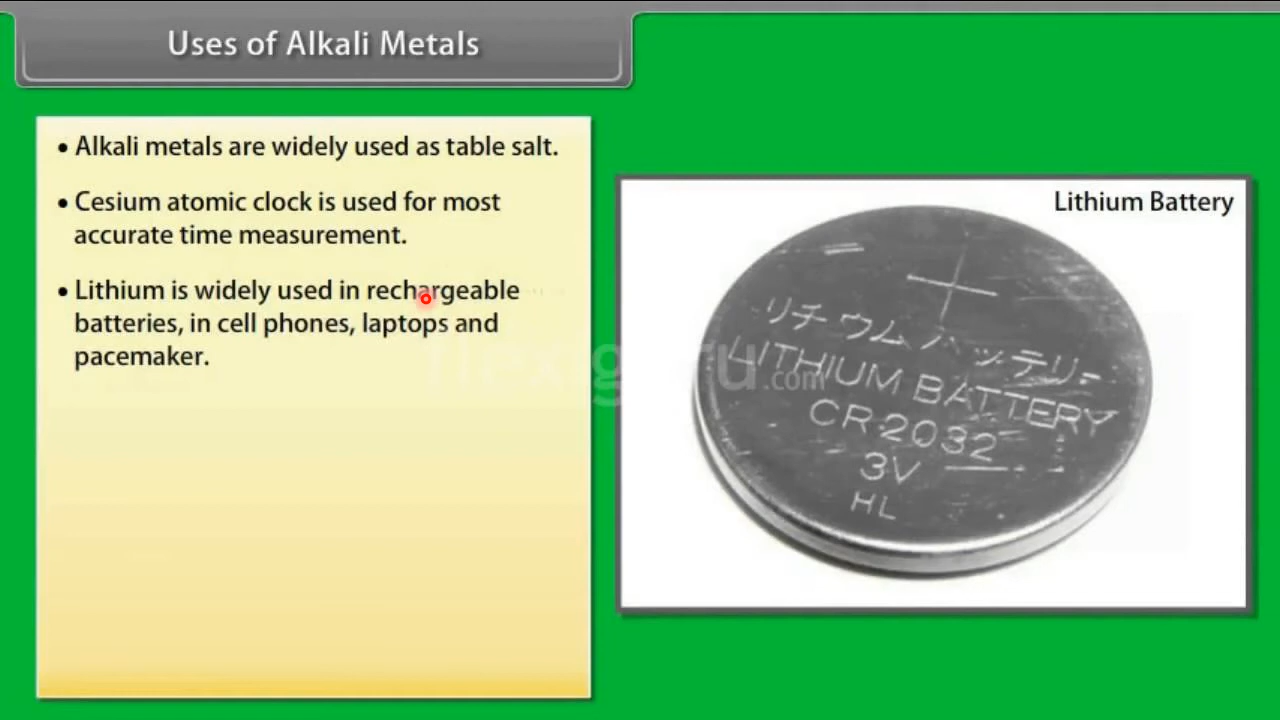 Uses of Alkali Metals
• Alkali metals are widely used as table salt.
• Cesium atomic clock is used for most
accurate time measurement.
• Lithium is widely used in rechargeable
batteries, in cell phones, laptops and
pacemaker.
Lithium Battery
+
リチウムバッテリー
LITHIUM BATTERY
CR2032
3V
HL
flexiguru.com